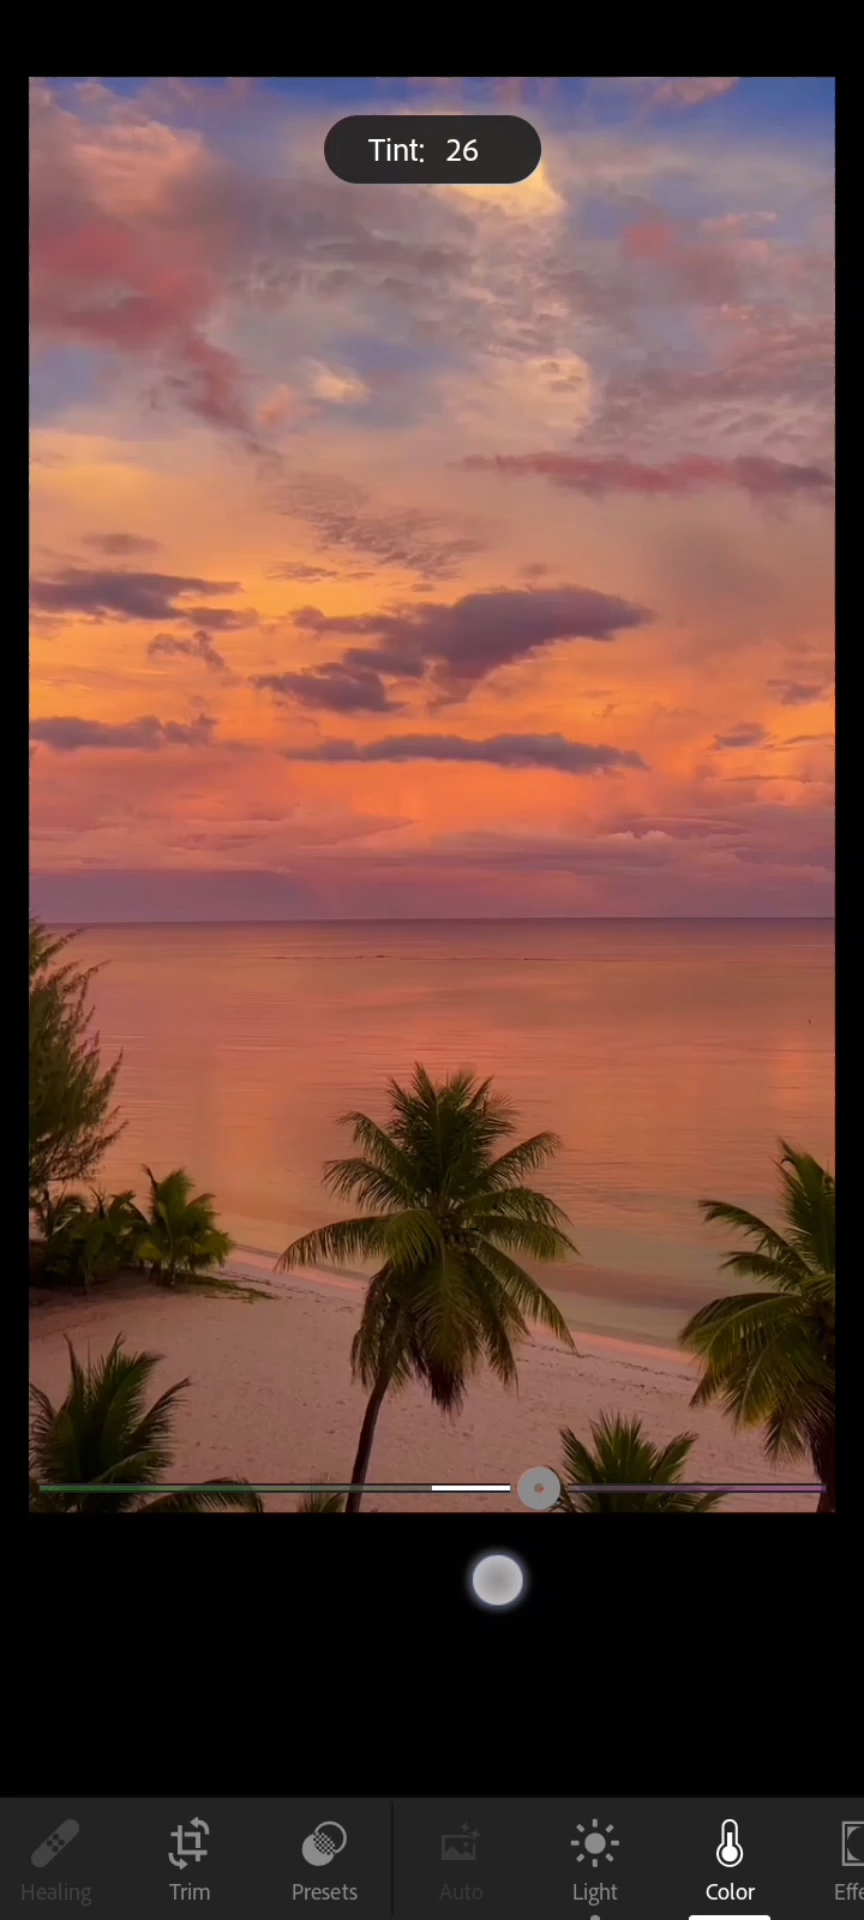 Tint: 26
Healing
Trim
Presets
Auto
Light
Color
Effe